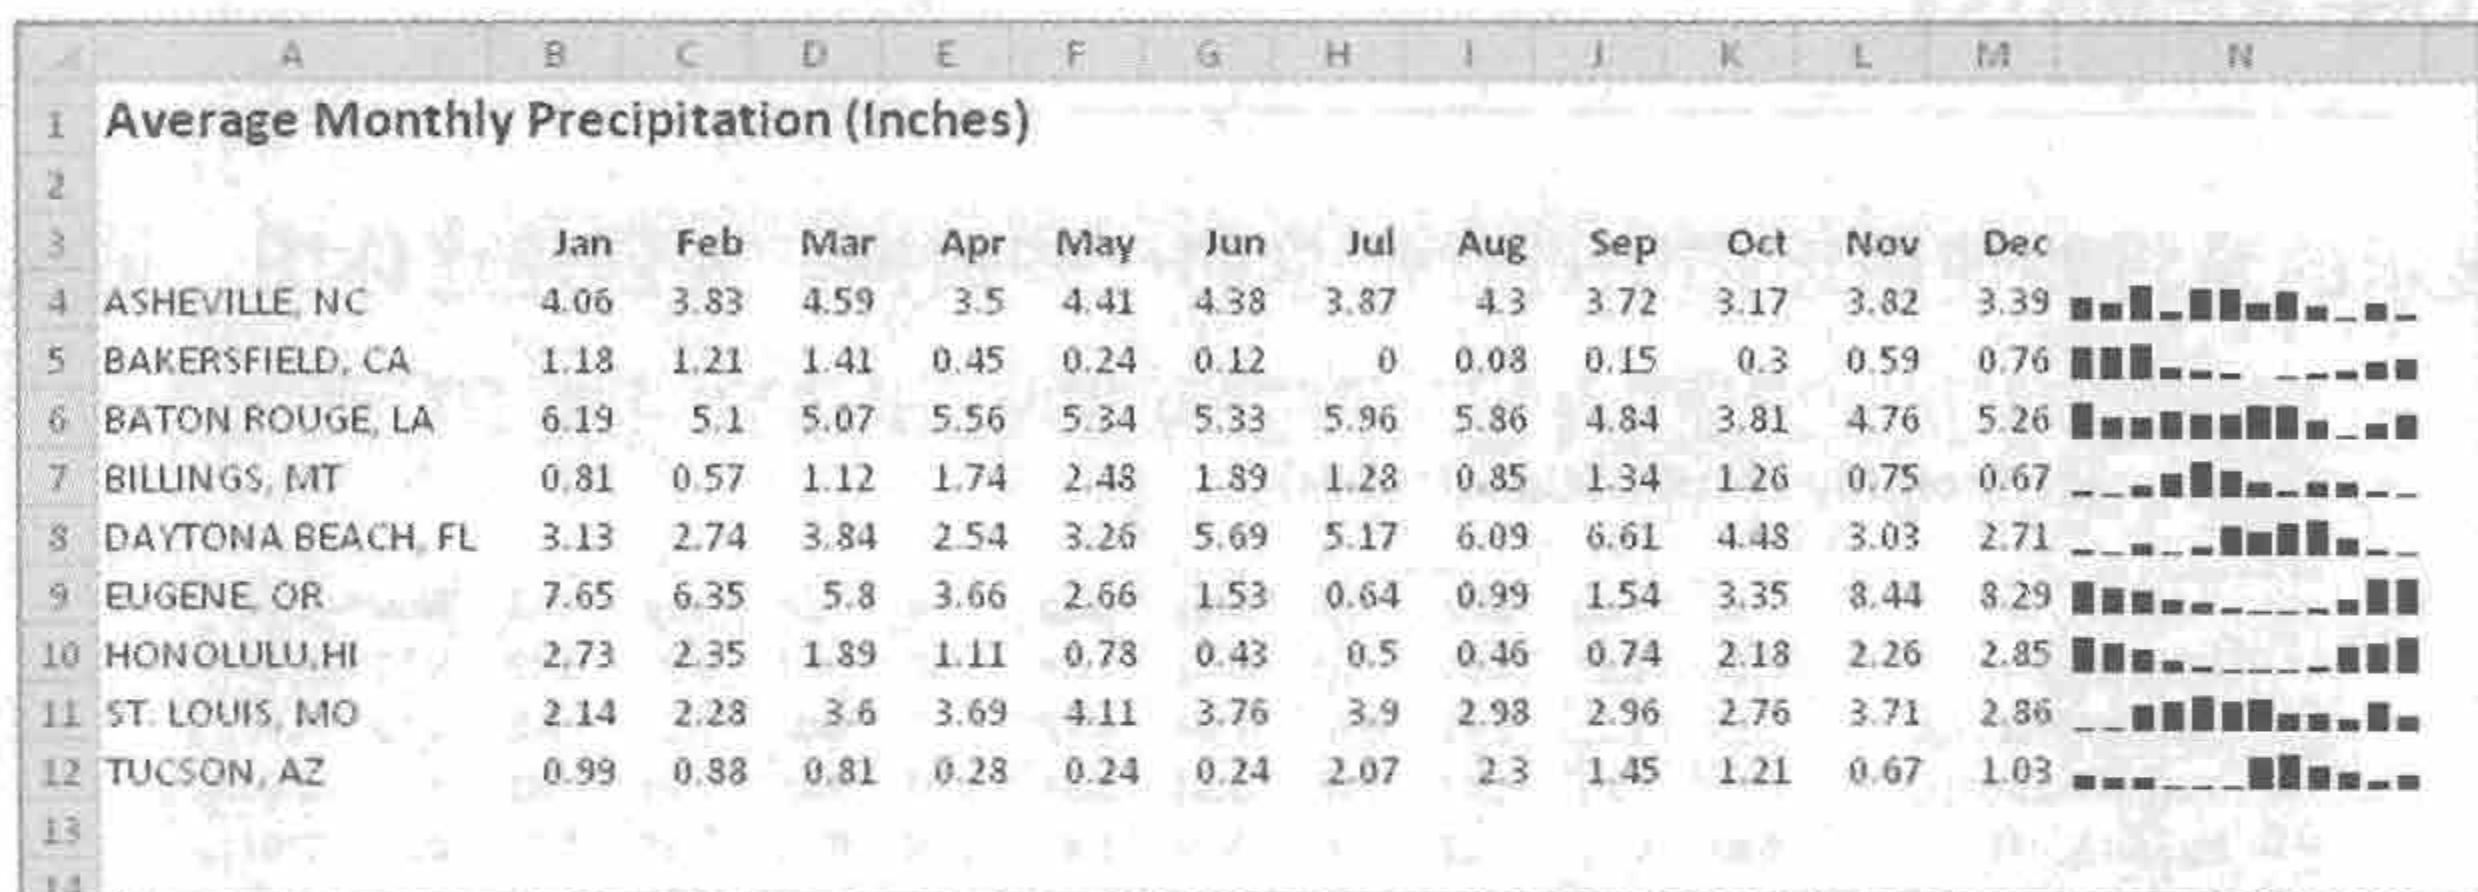 A B C D E F G H I J K L M N
1 Average Monthly Precipitation (Inches)
2
3 Jan Feb Mar Apr May Jun Jul Aug Sep Oct Nov Dec
4 ASHEVILLE, NC 4.06 3.83 4.59 3.5 4.41 4.38 3.87 4.3 3.72 3.17 3.82 3.39
5 BAKERSFIELD, CA 1.18 1.21 1.41 0.45 0.24 0.12 0 0.08 0.15 0.3 0.59 0.76
6 BATON ROUGE, LA 6.19 5.1 5.07 5.56 5.34 5.33 5.96 5.86 4.84 3.81 4.76 5.26
7 BILLINGS, MT 0.81 0.57 1.12 1.74 2.48 1.89 1.28 0.85 1.34 1.26 0.75 0.67
8 DAYTONA BEACH, FL 3.13 2.74 3.84 2.54 3.26 5.69 5.17 6.09 6.61 4.48 3.03 2.71
9 EUGENE, OR 7.65 6.35 5.8 3.66 2.66 1.53 0.64 0.99 1.54 3.35 8.44 8.29
10 HONOLULU,HI 2.73 2.35 1.89 1.11 0.78 0.43 0.5 0.46 0.74 2.18 2.26 2.85
11 ST. LOUIS, MO 2.14 2.28 3.6 3.69 4.11 3.76 3.9 2.98 2.96 2.76 3.71 2.86
12 TUCSON, AZ 0.99 0.88 0.81 0.28 0.24 0.24 2.07 2.3 1.45 1.21 0.67 1.03
13
14